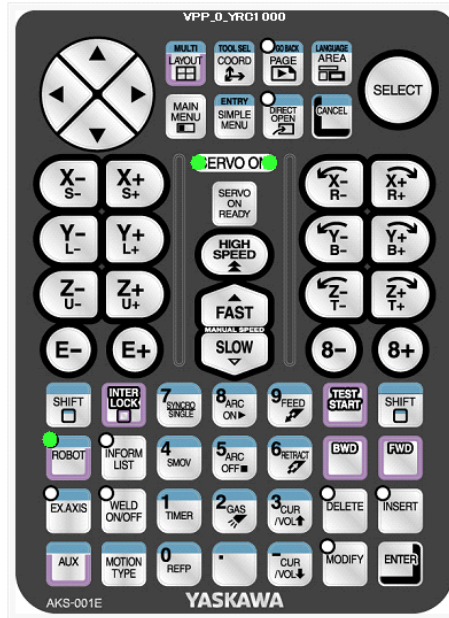 VPP_0_YRC1000
MULTI
LAYOUT
TOOL SEL
COORD
GO BACK
PAGE
LANGUAGE
AREA
SELECT
MAIN
MENU
ENTRY
SIMPLE
MENU
DIRECT
OPEN
CANCEL
SERVO ON
X-
S-
X+
S+
SERVO
ON
READY
X-
R-
X+
R+
Y-
L-
Y+
L+
HIGH
SPEED
Y-
B-
Y+
B+
Z-
U-
Z+
U+
FAST
MANUAL SPEED
SLOW
Z-
T-
Z+
T+
E-
E+
8-
8+
SHIFT
INTER
LOCK
7 SYNCRO
SINGLE
8 ARC
ON▶
9 FEED
TEST
START
SHIFT
ROBOT
INFORM
LIST
4
SMOV
5 ARC
OFF■
6 RETRACT
BWD
FWD
EX.AXIS
WELD
ON/OFF
1
TIMER
2 GAS
3 CUR
/VOL⬆
DELETE
INSERT
AUX
MOTION
TYPE
0
REFP
.
- CUR
/VOL⬇
MODIFY
ENTER
AKS-001E
YASKAWA